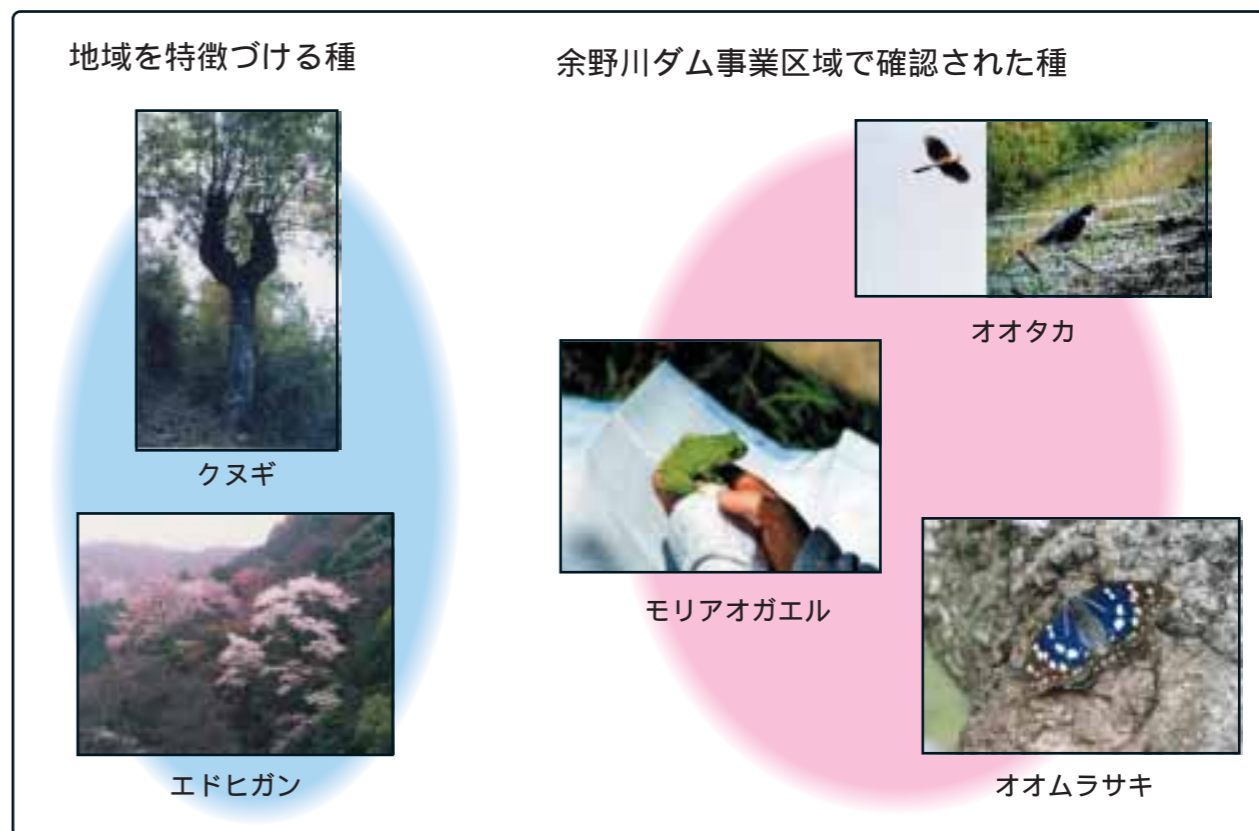 地域を特徴づける種
余野川ダム事業区域で確認された種
クヌギ
エドヒガン
オオタカ
モリアオガエル
オオムラサキ